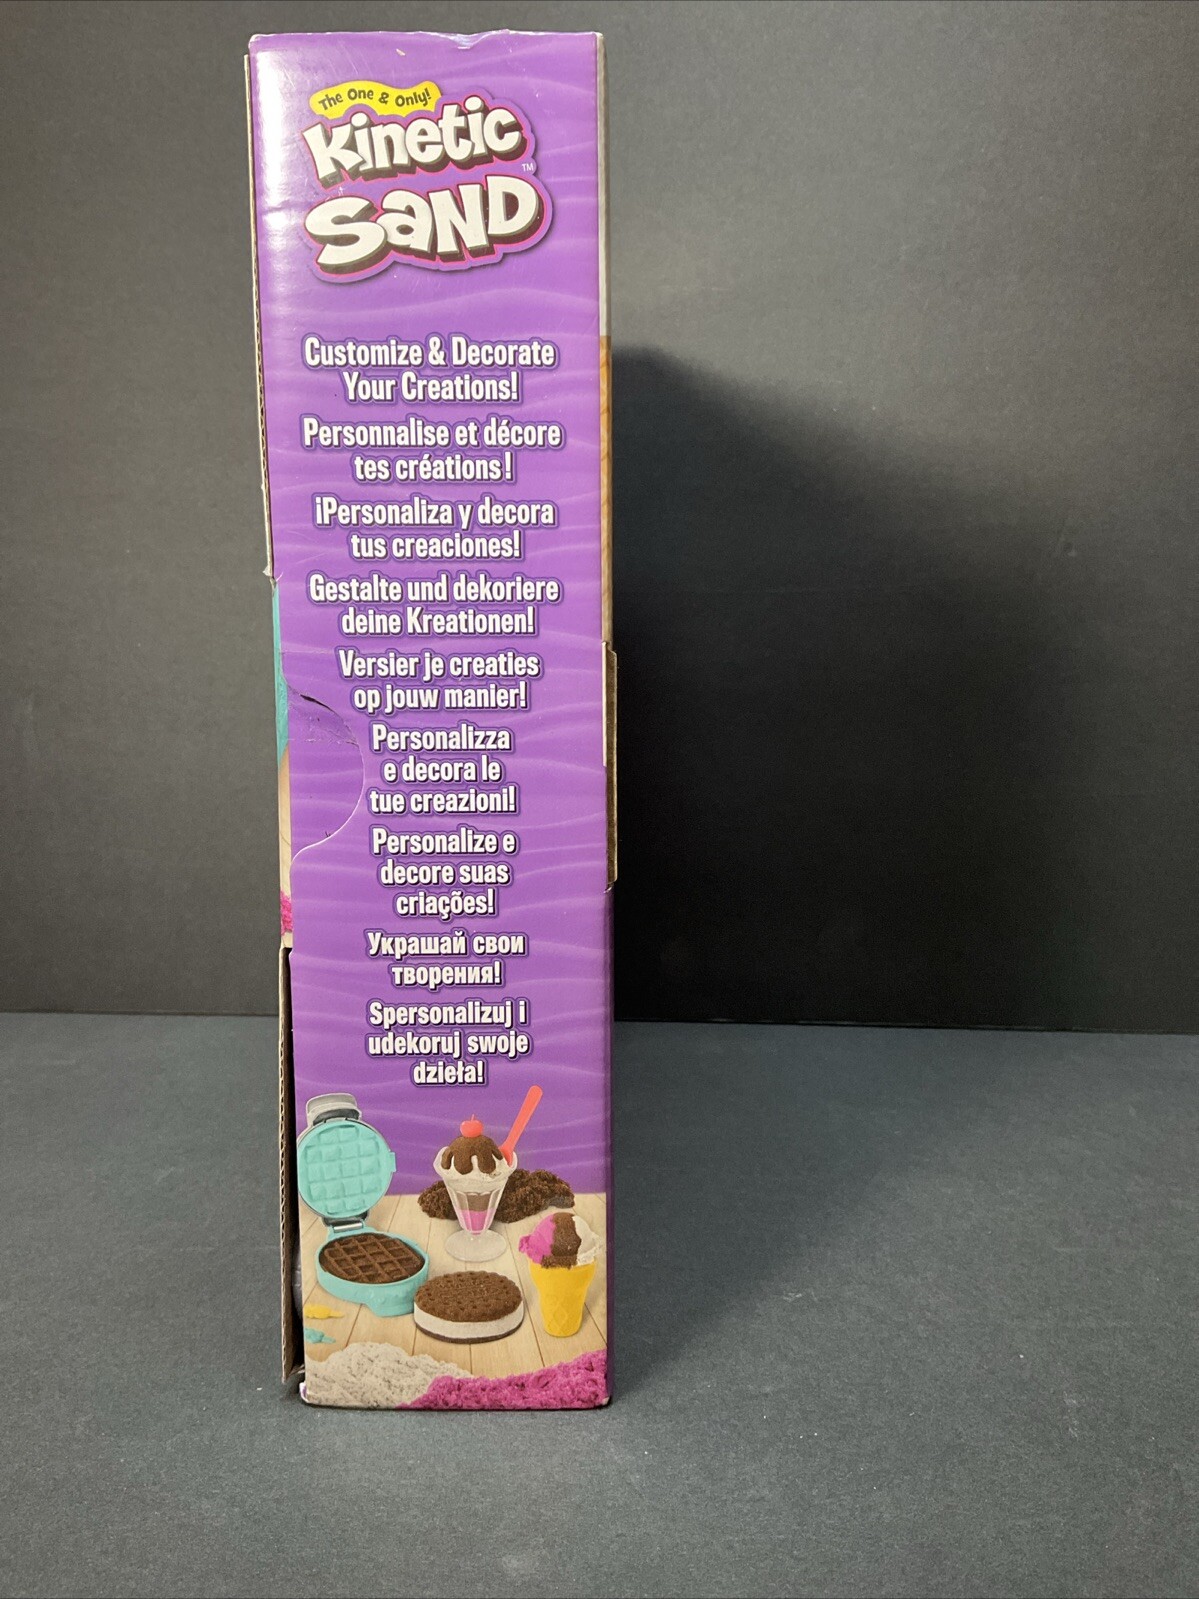 The One & Only!
Kinetic
SAND™
Customize & Decorate
Your Creations!
Personnalise et décore
tes créations !
¡Personaliza y decora
tus creaciones!
Gestalte und dekoriere
deine Kreationen!
Versier je creaties
op jouw manier!
Personalizza
e decora le
tue creazioni!
Personalize e
decore suas
criações!
Украшай свои
творения!
Spersonalizuj i
udekoruj swoje
dzieła!